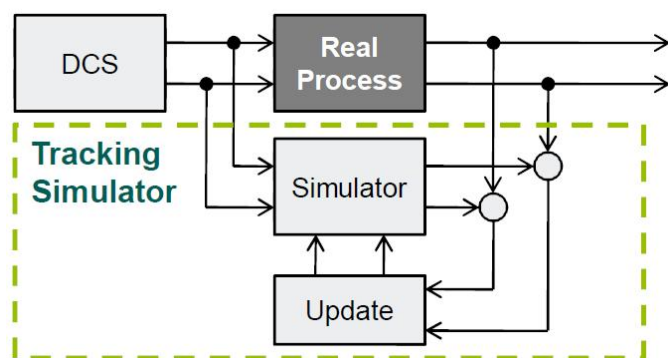 DCS
Real
Process
Tracking
Simulator
Simulator
Update